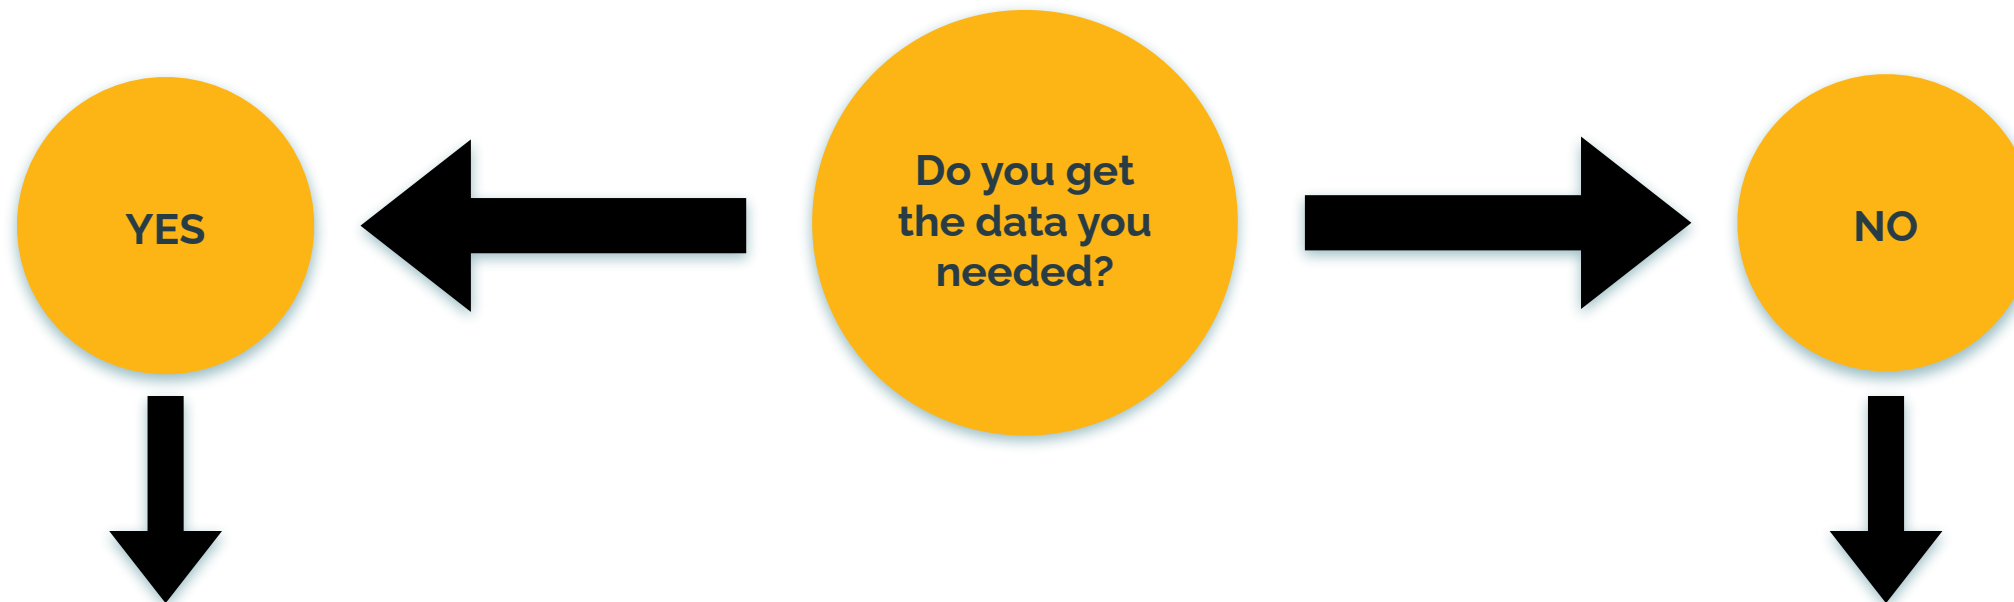 Do you get
the data you
needed?
YES
NO